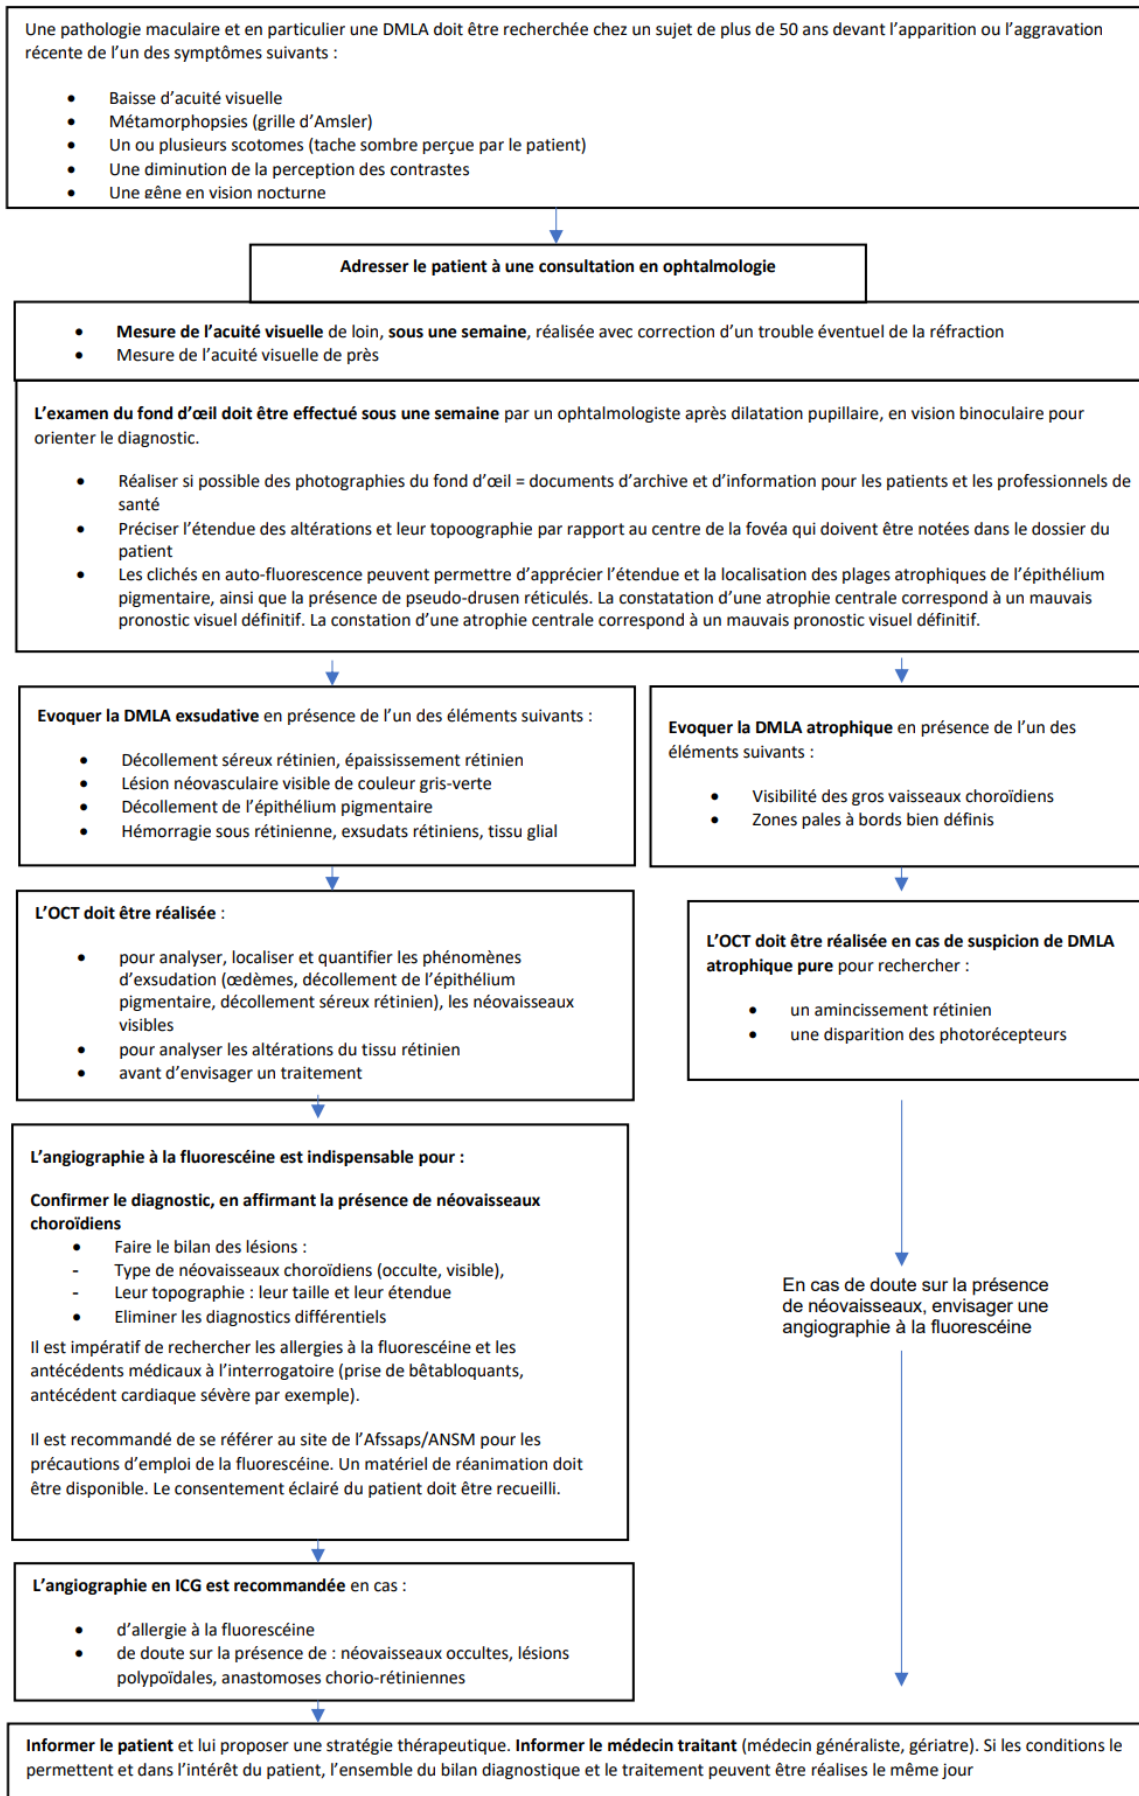 Une pathologie maculaire et en particulier une DMLA doit être recherchée chez un sujet de plus de 50 ans devant l’apparition ou l’aggravation
récente de l’un des symptômes suivants :
• Baisse d’acuité visuelle
• Métamorphopsies (grille d’Amsler)
• Un ou plusieurs scotomes (tache sombre perçue par le patient)
• Une diminution de la perception des contrastes
• Une gêne en vision nocturne
Adresser le patient à une consultation en ophtalmologie
• Mesure de l’acuité visuelle de loin, sous une semaine, réalisée avec correction d’un trouble éventuel de la réfraction
• Mesure de l’acuité visuelle de près
L’examen du fond d’œil doit être effectué sous une semaine par un ophtalmologiste après dilatation pupillaire, en vision binoculaire pour
orienter le diagnostic.
• Réaliser si possible des photographies du fond d’œil = documents d’archive et d’information pour les patients et les professionnels de
santé
• Préciser l’étendue des altérations et leur topoographie par rapport au centre de la fovéa qui doivent être notées dans le dossier du
patient
• Les clichés en auto-fluorescence peuvent permettre d’apprécier l’étendue et la localisation des plages atrophiques de l’épithélium
pigmentaire, ainsi que la présence de pseudo-drusen réticulés. La constatation d’une atrophie centrale correspond à un mauvais
pronostic visuel définitif. La constation d’une atrophie centrale correspond à un mauvais pronostic visuel définitif.
Evoquer la DMLA exsudative en présence de l’un des éléments suivants :
• Décollement séreux rétinien, épaississement rétinien
• Lésion néovasculaire visible de couleur gris-verte
• Décollement de l’épithélium pigmentaire
• Hémorragie sous rétinienne, exsudats rétiniens, tissu glial
Evoquer la DMLA atrophique en présence de l’un des
éléments suivants :
• Visibilité des gros vaisseaux choroïdiens
• Zones pales à bords bien définis
L’OCT doit être réalisée :
• pour analyser, localiser et quantifier les phénomènes
d’exsudation (œdèmes, décollement de l’épithélium
pigmentaire, décollement séreux rétinien), les néovaisseaux
visibles
• pour analyser les altérations du tissu rétinien
• avant d’envisager un traitement
L’OCT doit être réalisée en cas de suspicion de DMLA
atrophique pure pour rechercher :
• un amincissement rétinien
• une disparition des photorécepteurs
L’angiographie à la fluorescéine est indispensable pour :
Confirmer le diagnostic, en affirmant la présence de néovaisseaux
choroïdiens
• Faire le bilan des lésions :
- Type de néovaisseaux choroïdiens (occulte, visible),
- Leur topographie : leur taille et leur étendue
• Eliminer les diagnostics différentiels
Il est impératif de rechercher les allergies à la fluorescéine et les
antécédents médicaux à l’interrogatoire (prise de bêtabloquants,
antécédent cardiaque sévère par exemple).
Il est recommandé de se référer au site de l’Afssaps/ANSM pour les
précautions d’emploi de la fluorescéine. Un matériel de réanimation doit
être disponible. Le consentement éclairé du patient doit être recueilli.
En cas de doute sur la présence
de néovaisseaux, envisager une
angiographie à la fluorescéine
L’angiographie en ICG est recommandée en cas :
• d’allergie à la fluorescéine
• de doute sur la présence de : néovaisseaux occultes, lésions
polypoïdales, anastomoses chorio-rétiniennes
Informer le patient et lui proposer une stratégie thérapeutique. Informer le médecin traitant (médecin généraliste, gériatre). Si les conditions le
permettent et dans l’intérêt du patient, l’ensemble du bilan diagnostique et le traitement peuvent être réalises le même jour